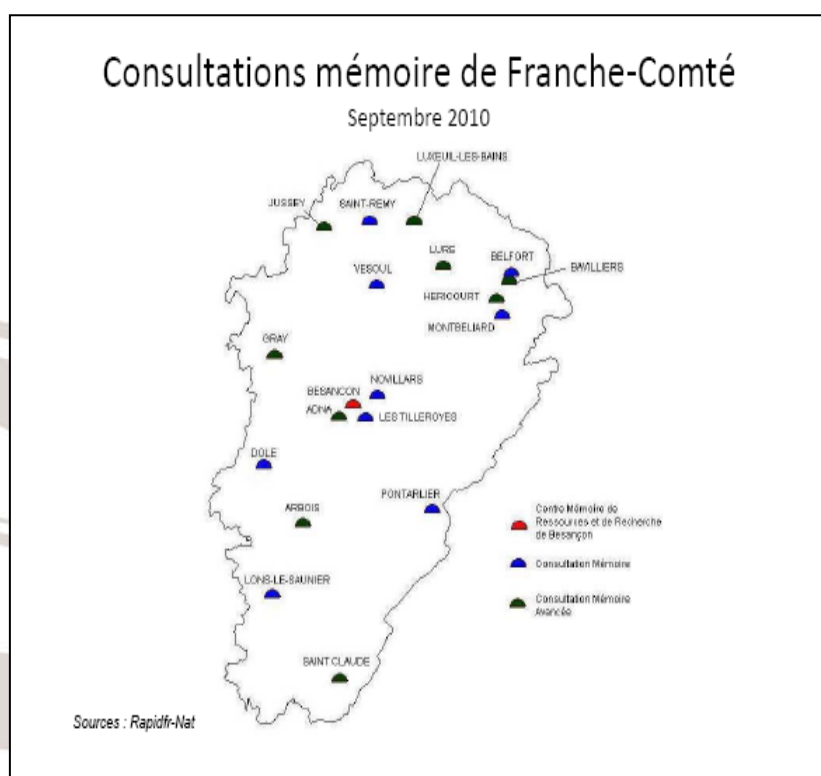 Consultations mémoire de Franche-Comté
Septembre 2010
LUXEUIL-LES-BAINS
JUSSEY
SAINT-REMY
LURE
BELFORT
BAVILLIERS
VESOUL
HERICOURT
MONTBELIARD
GRAY
NOVILLARS
BESANCON
ADNA
LES TILLEROYES
DOLE
PONTARLIER
ARBOIS
Centre Mémoire de
Ressources et de Recherche
de Besançon
Consultation Mémoire
LONS-LE-SAUNIER
Consultation Mémoire
Avancée
SAINT CLAUDE
Sources : Rapidfr-Nat